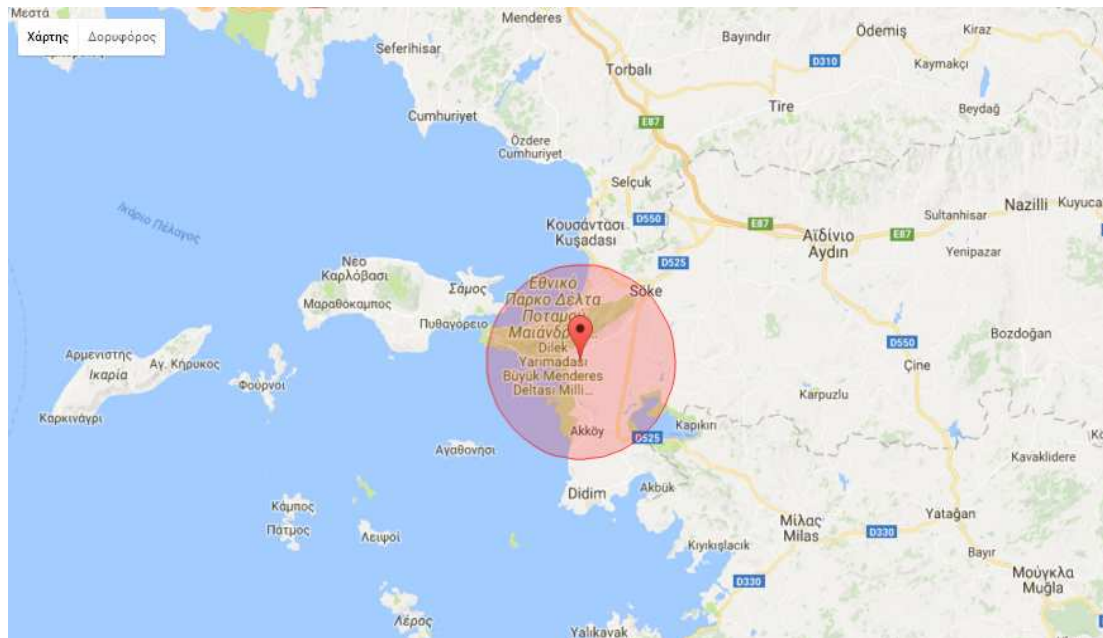 Μεστά
Χάρτης
Δορυφόρος
Menderes
Bayındır
Ödemiş
Kiraz
Seferihisar
D310
Kaymakçı
Torbalı
Tire
Beydağ
Cumhuriyet
E87
Özdere
Cumhuriyet
Selçuk
Ικάριο Πέλαγος
Κουσάντασι
Kuşadası
D550
E87
Αϊδίνιο
Aydın
E87
Sultanhisar
Nazilli
Kuyuca
Yenipazar
Νέο
Καρλόβασι
D525
Σάμος
Μαραθόκαμπος
Πυθαγόρειο
Εθνικό
Πάρκο Δέλτα
Ποταμού
Μαιάνδρ...
Dilek
Yarımadası
Büyük Menderes
Deltası Milli...
Söke
D550
Bozdoğan
Αρμενιστής
Ικαρία
Αγ. Κήρυκος
Φούρνοι
Çine
Καρκινάγρι
Karpuzlu
Akköy
D525
Kapıkırı
Αγαθονήσι
Kavaklıdere
Didim
Akbük
Κάμπος
Πάτμος
Λειψοί
Μίλας
Milas
D330
Yatağan
Kıyıkışlacık
Bayır
D330
Μούγκλα
Muğla
Λέρος
Yalıkavak